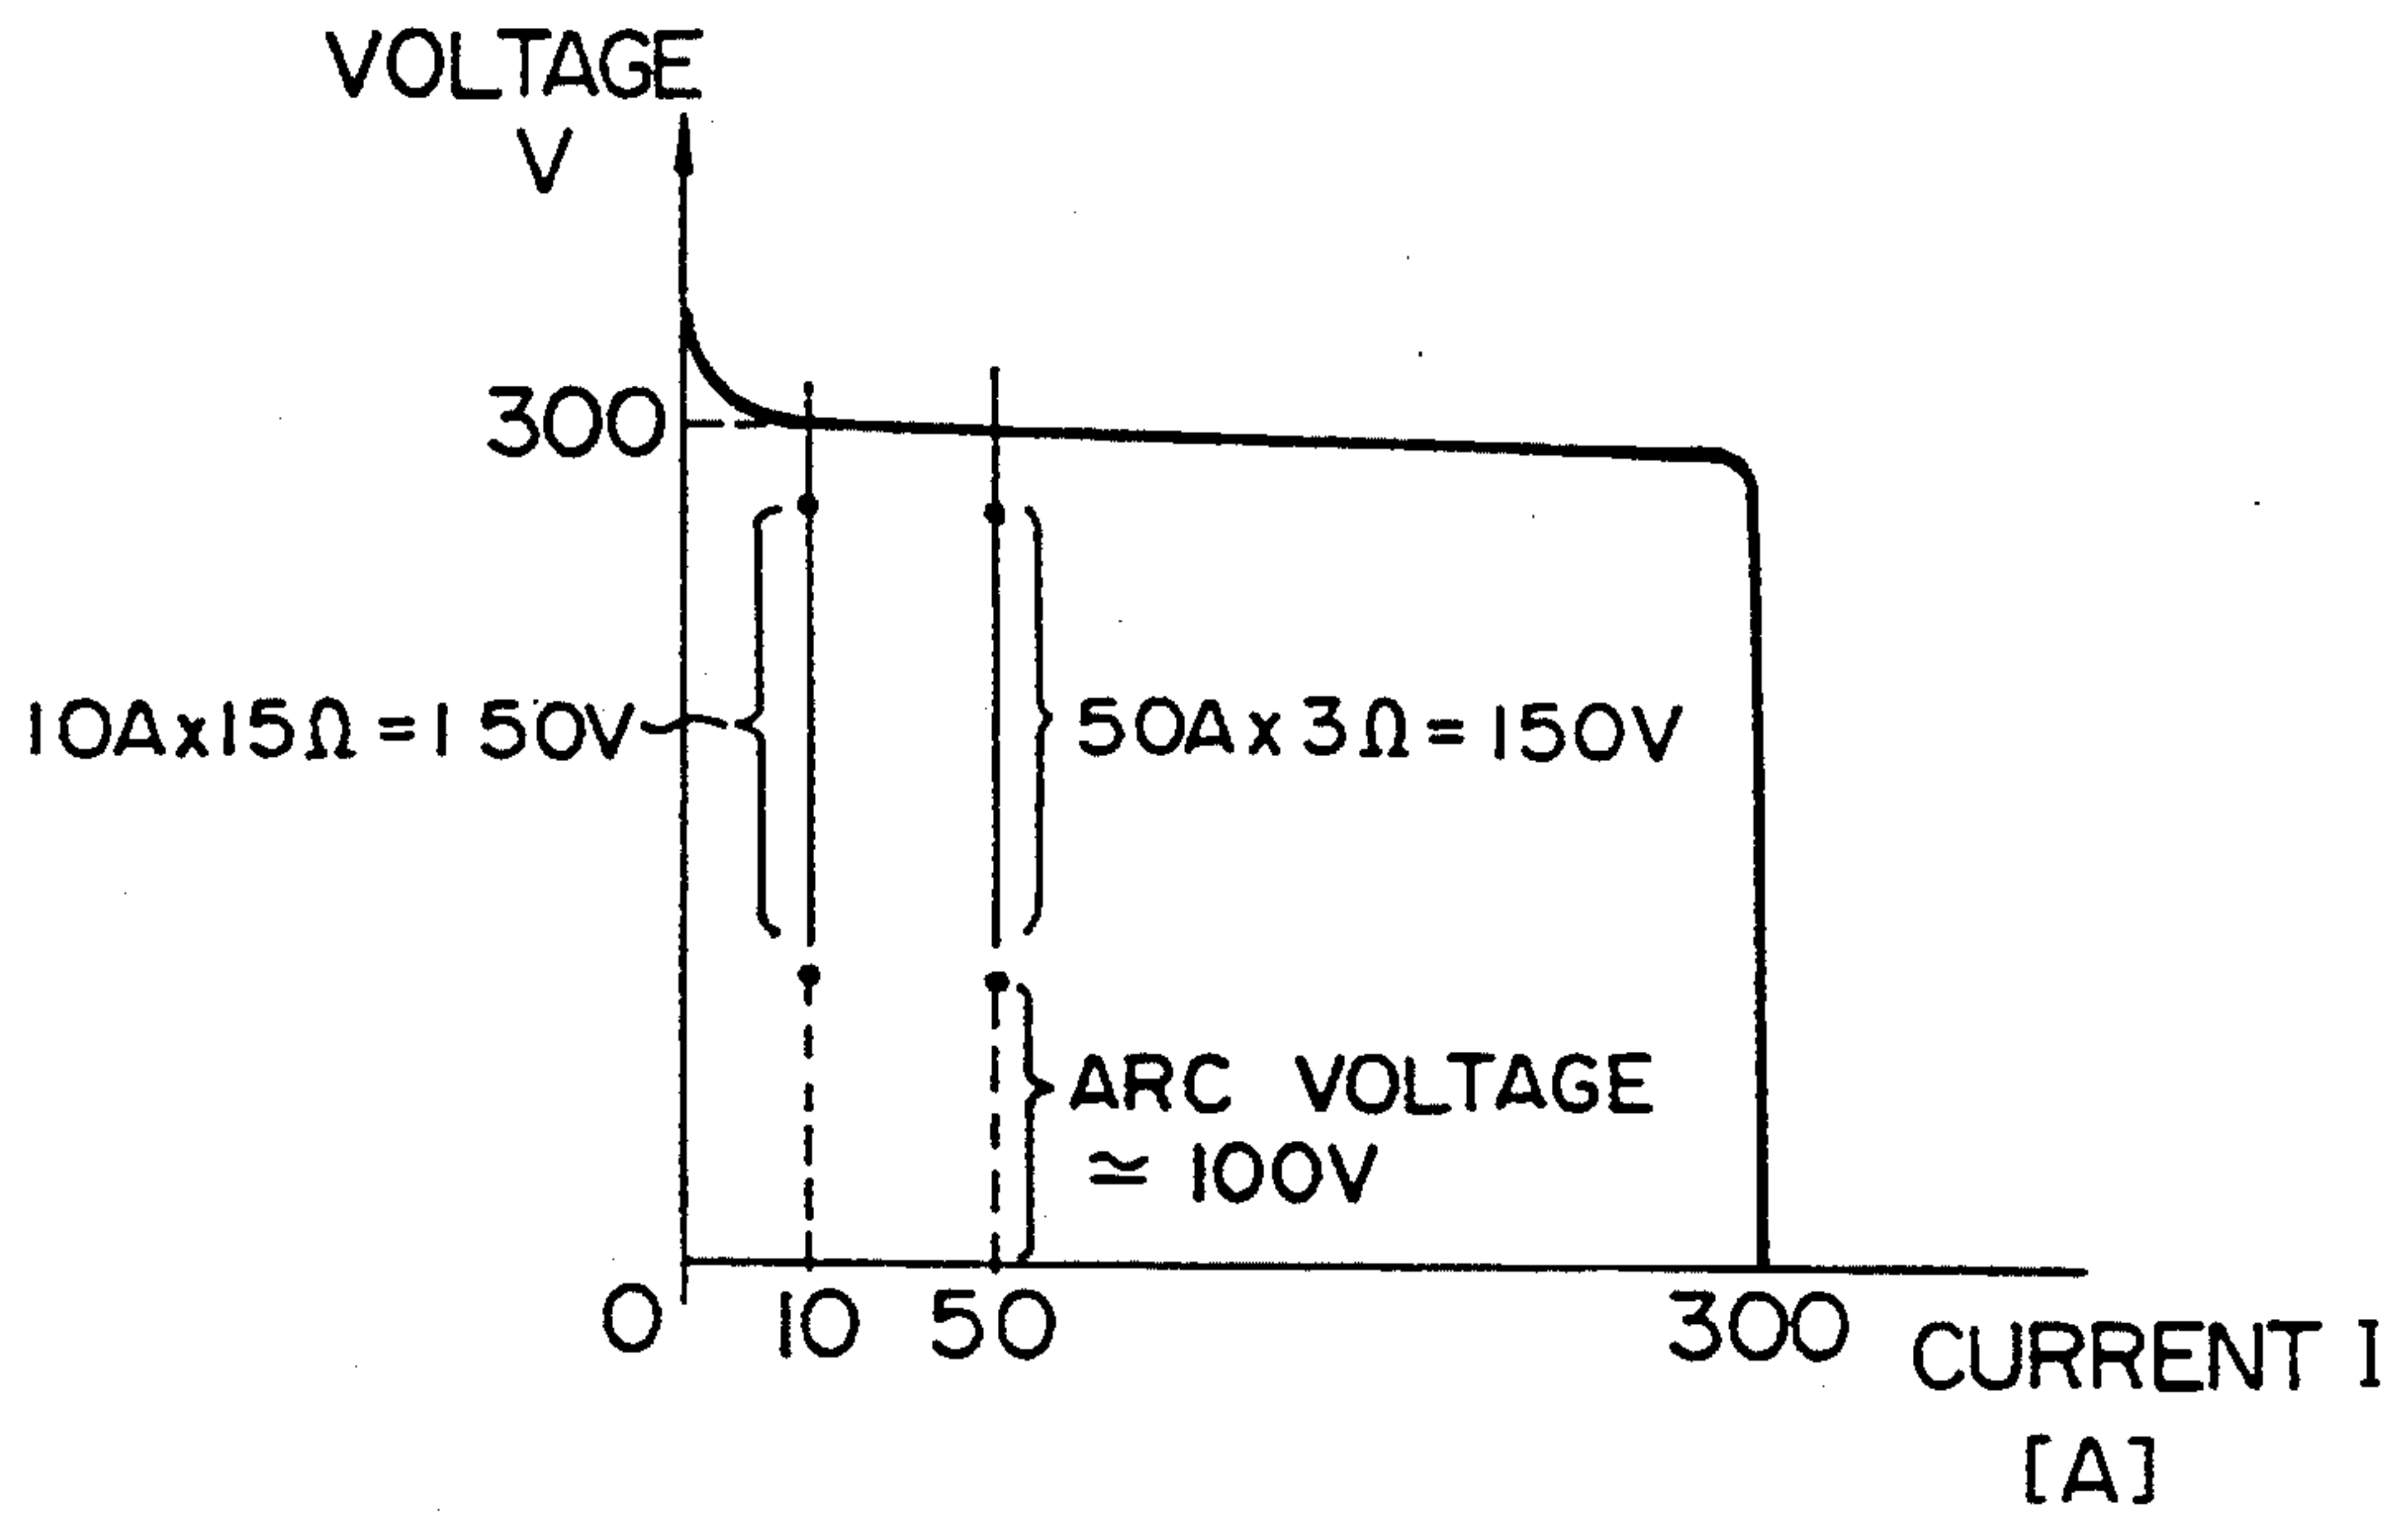 VOLTAGE
V
300
10A×15Ω=150V
50A×3Ω=150V
ARC VOLTAGE
≃ 100V
0 10 50 300
CURRENT I
[A]